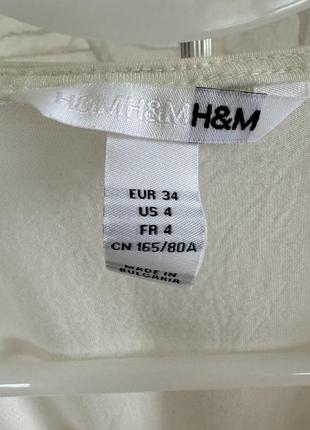 H&M H&M H&M
EUR 34
US 4
FR 4
CN 165/80A
MADE IN
BULGARIA